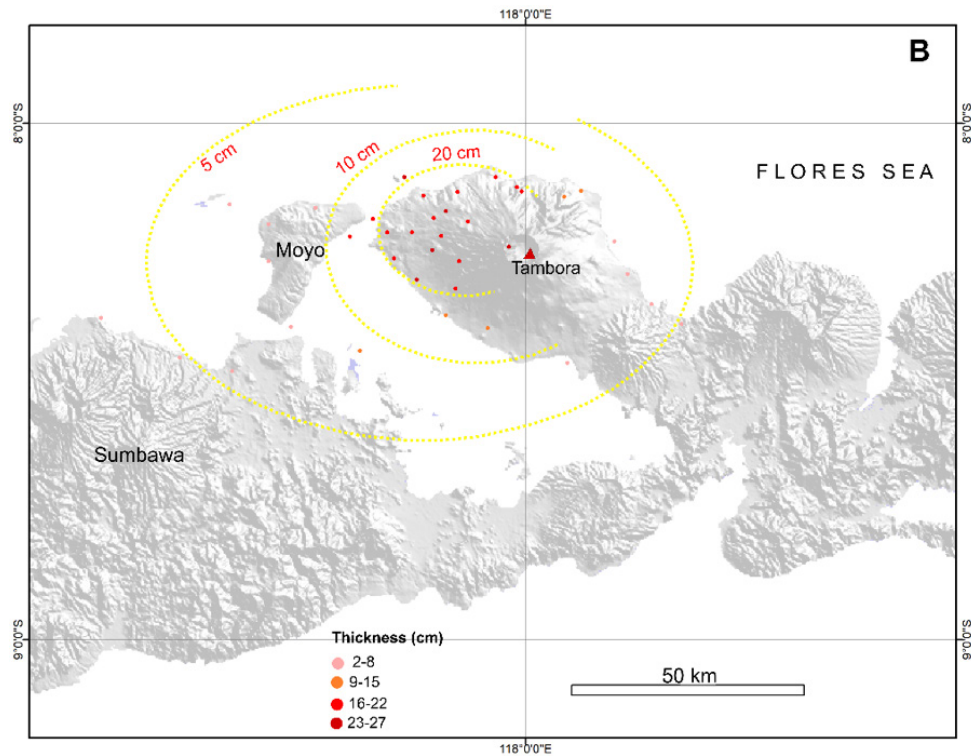 118°0'0"E
B
8°0'0"S
8°0'0"S
5 cm
10 cm
20 cm
FLORES SEA
Moyo
Tambora
Sumbawa
9°0'0"S
9°0'0"S
Thickness (cm)
2-8
9-15
16-22
23-27
50 km
118°0'0"E